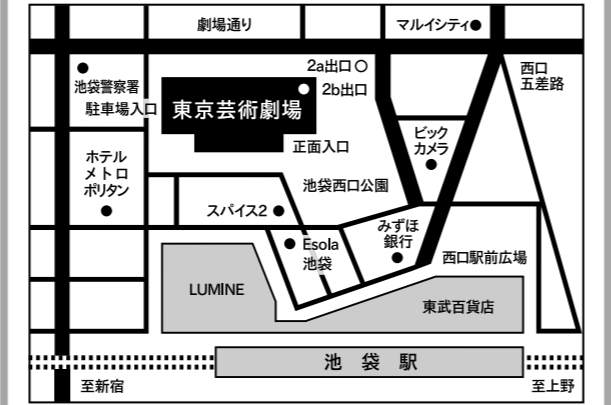 劇場通り
マルイシティ
2a出口
2b出口
西口
五差路
池袋警察署
駐車場入口
東京芸術劇場
正面入口
ビック
カメラ
ホテル
メトロ
ポリタン
池袋西口公園
スパイス2
みずほ
銀行
Esola
池袋
西口駅前広場
LUMINE
東武百貨店
池袋駅
至新宿
至上野